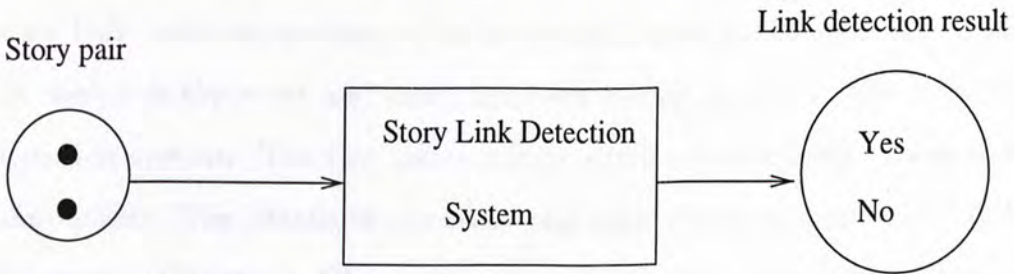 Link detection result
Story pair
Story Link Detection
System
Yes
No